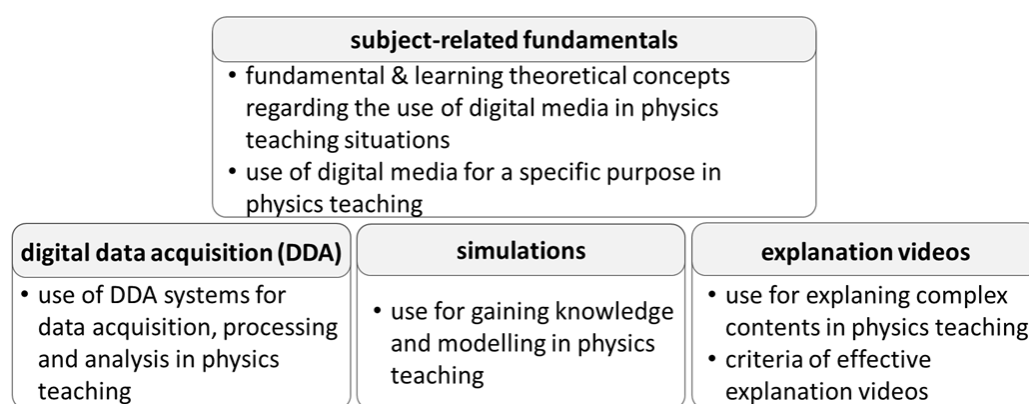 subject-related fundamentals
• fundamental & learning theoretical concepts
regarding the use of digital media in physics
teaching situations
• use of digital media for a specific purpose in
physics teaching
digital data acquisition (DDA)
• use of DDA systems for
data acquisition, processing
and analysis in physics
teaching
simulations
• use for gaining knowledge
and modelling in physics
teaching
explanation videos
• use for explaning complex
contents in physics teaching
• criteria of effective
explanation videos